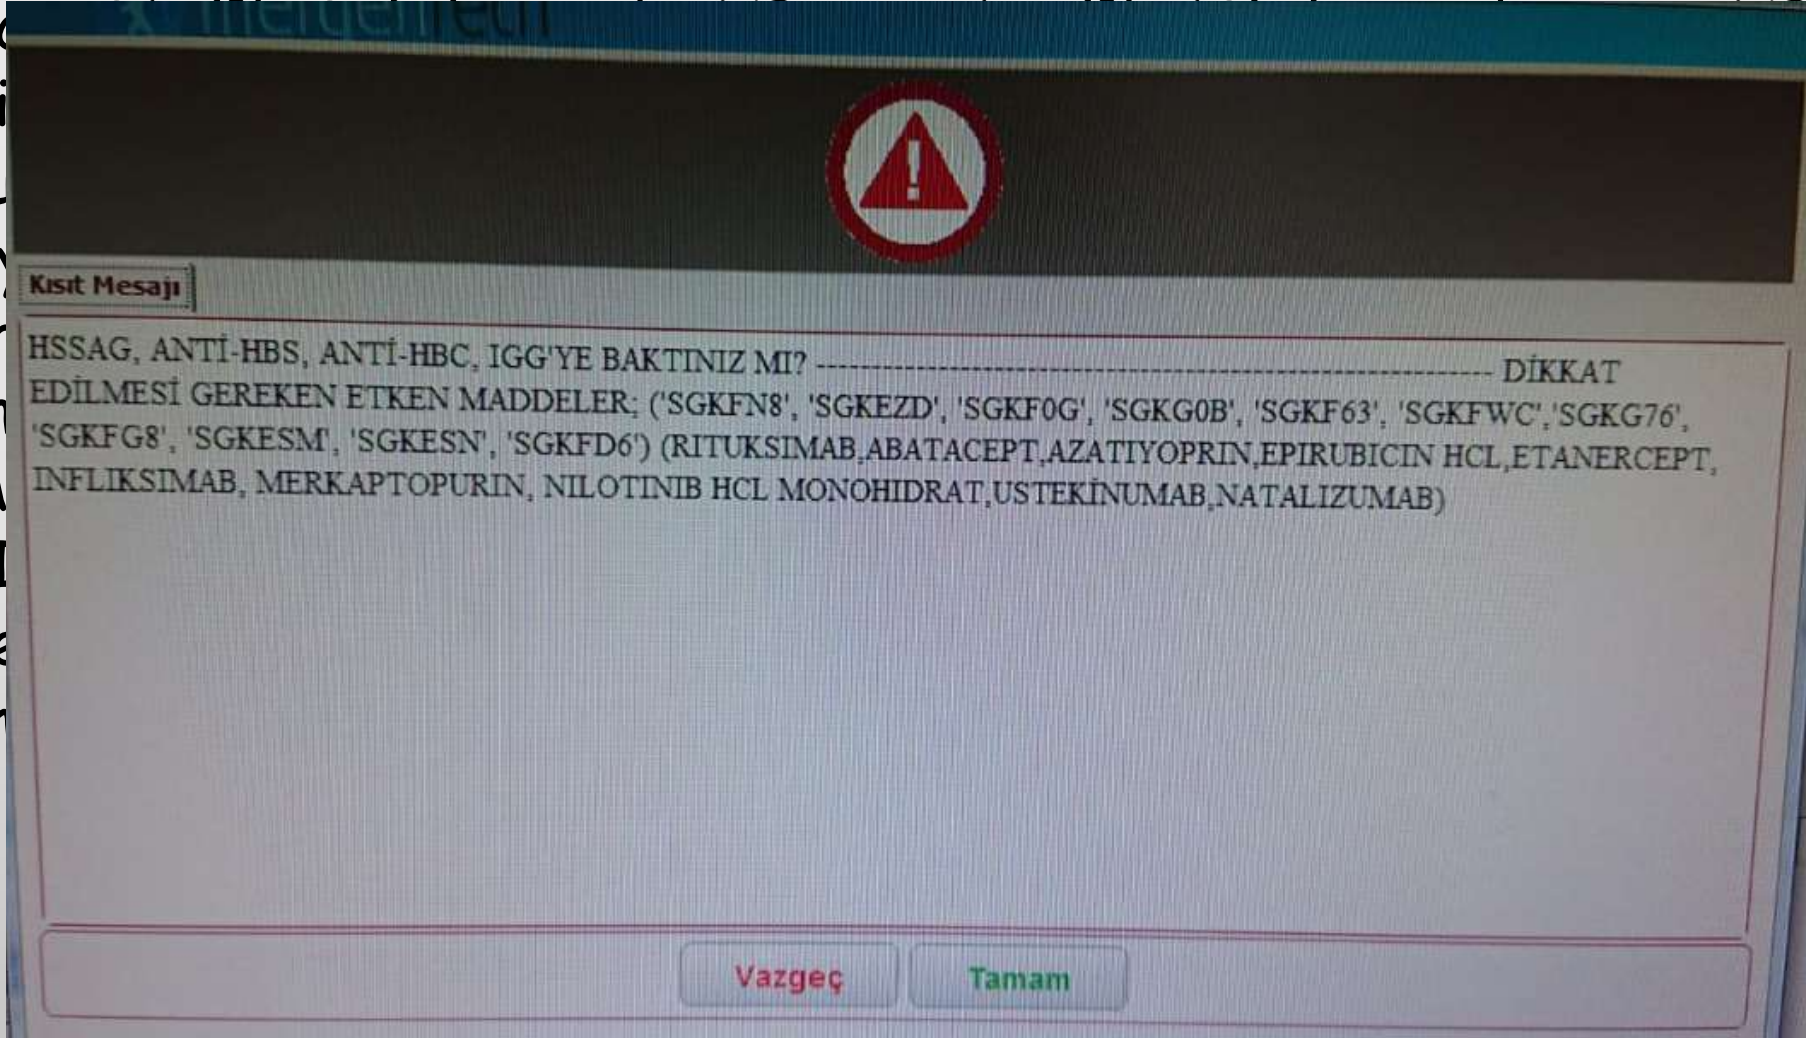 mergentech
Kısıt Mesajı
HSSAG, ANTİ-HBS, ANTİ-HBC, IGG'YE BAKTINIZ MI? -------------------------------------------------------------- DİKKAT
EDİLMESİ GEREKEN ETKEN MADDELER; ('SGKFN8', 'SGKEZD', 'SGKF0G', 'SGKG0B', 'SGKF63', 'SGKFWC','SGKG76',
'SGKFG8', 'SGKESM', 'SGKESN', 'SGKFD6') (RITUKSIMAB,ABATACEPT,AZATIYOPRIN,EPIRUBICIN HCL,ETANERCEPT,
INFLIKSIMAB, MERKAPTOPURIN, NILOTINIB HCL MONOHIDRAT,USTEKİNUMAB,NATALIZUMAB)
Vazgeç
Tamam